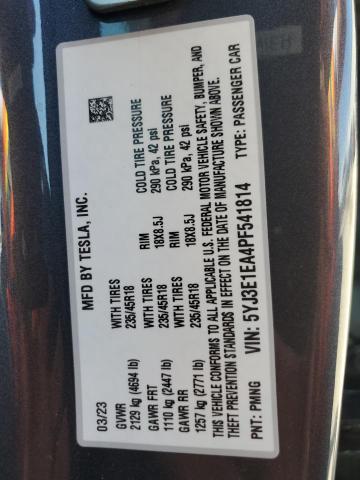 MFD BY TESLA, INC.
03/23
GVWR
2129 kg (4694 lb)
GAWR FRT WITH TIRES RIM COLD TIRE PRESSURE
1110 kg (2447 lb) 235/45R18 18X8.5J 290 kPa, 42 psi
GAWR RR WITH TIRES RIM COLD TIRE PRESSURE
1257 kg (2771 lb) 235/45R18 18X8.5J 290 kPa, 42 psi
THIS VEHICLE CONFORMS TO ALL APPLICABLE U.S. FEDERAL MOTOR VEHICLE SAFETY, BUMPER, AND
THEFT PREVENTION STANDARDS IN EFFECT ON THE DATE OF MANUFACTURE SHOWN ABOVE.
VIN: 5YJ3E1EA4PF541814 TYPE: PASSENGER CAR
PNT: PMNG